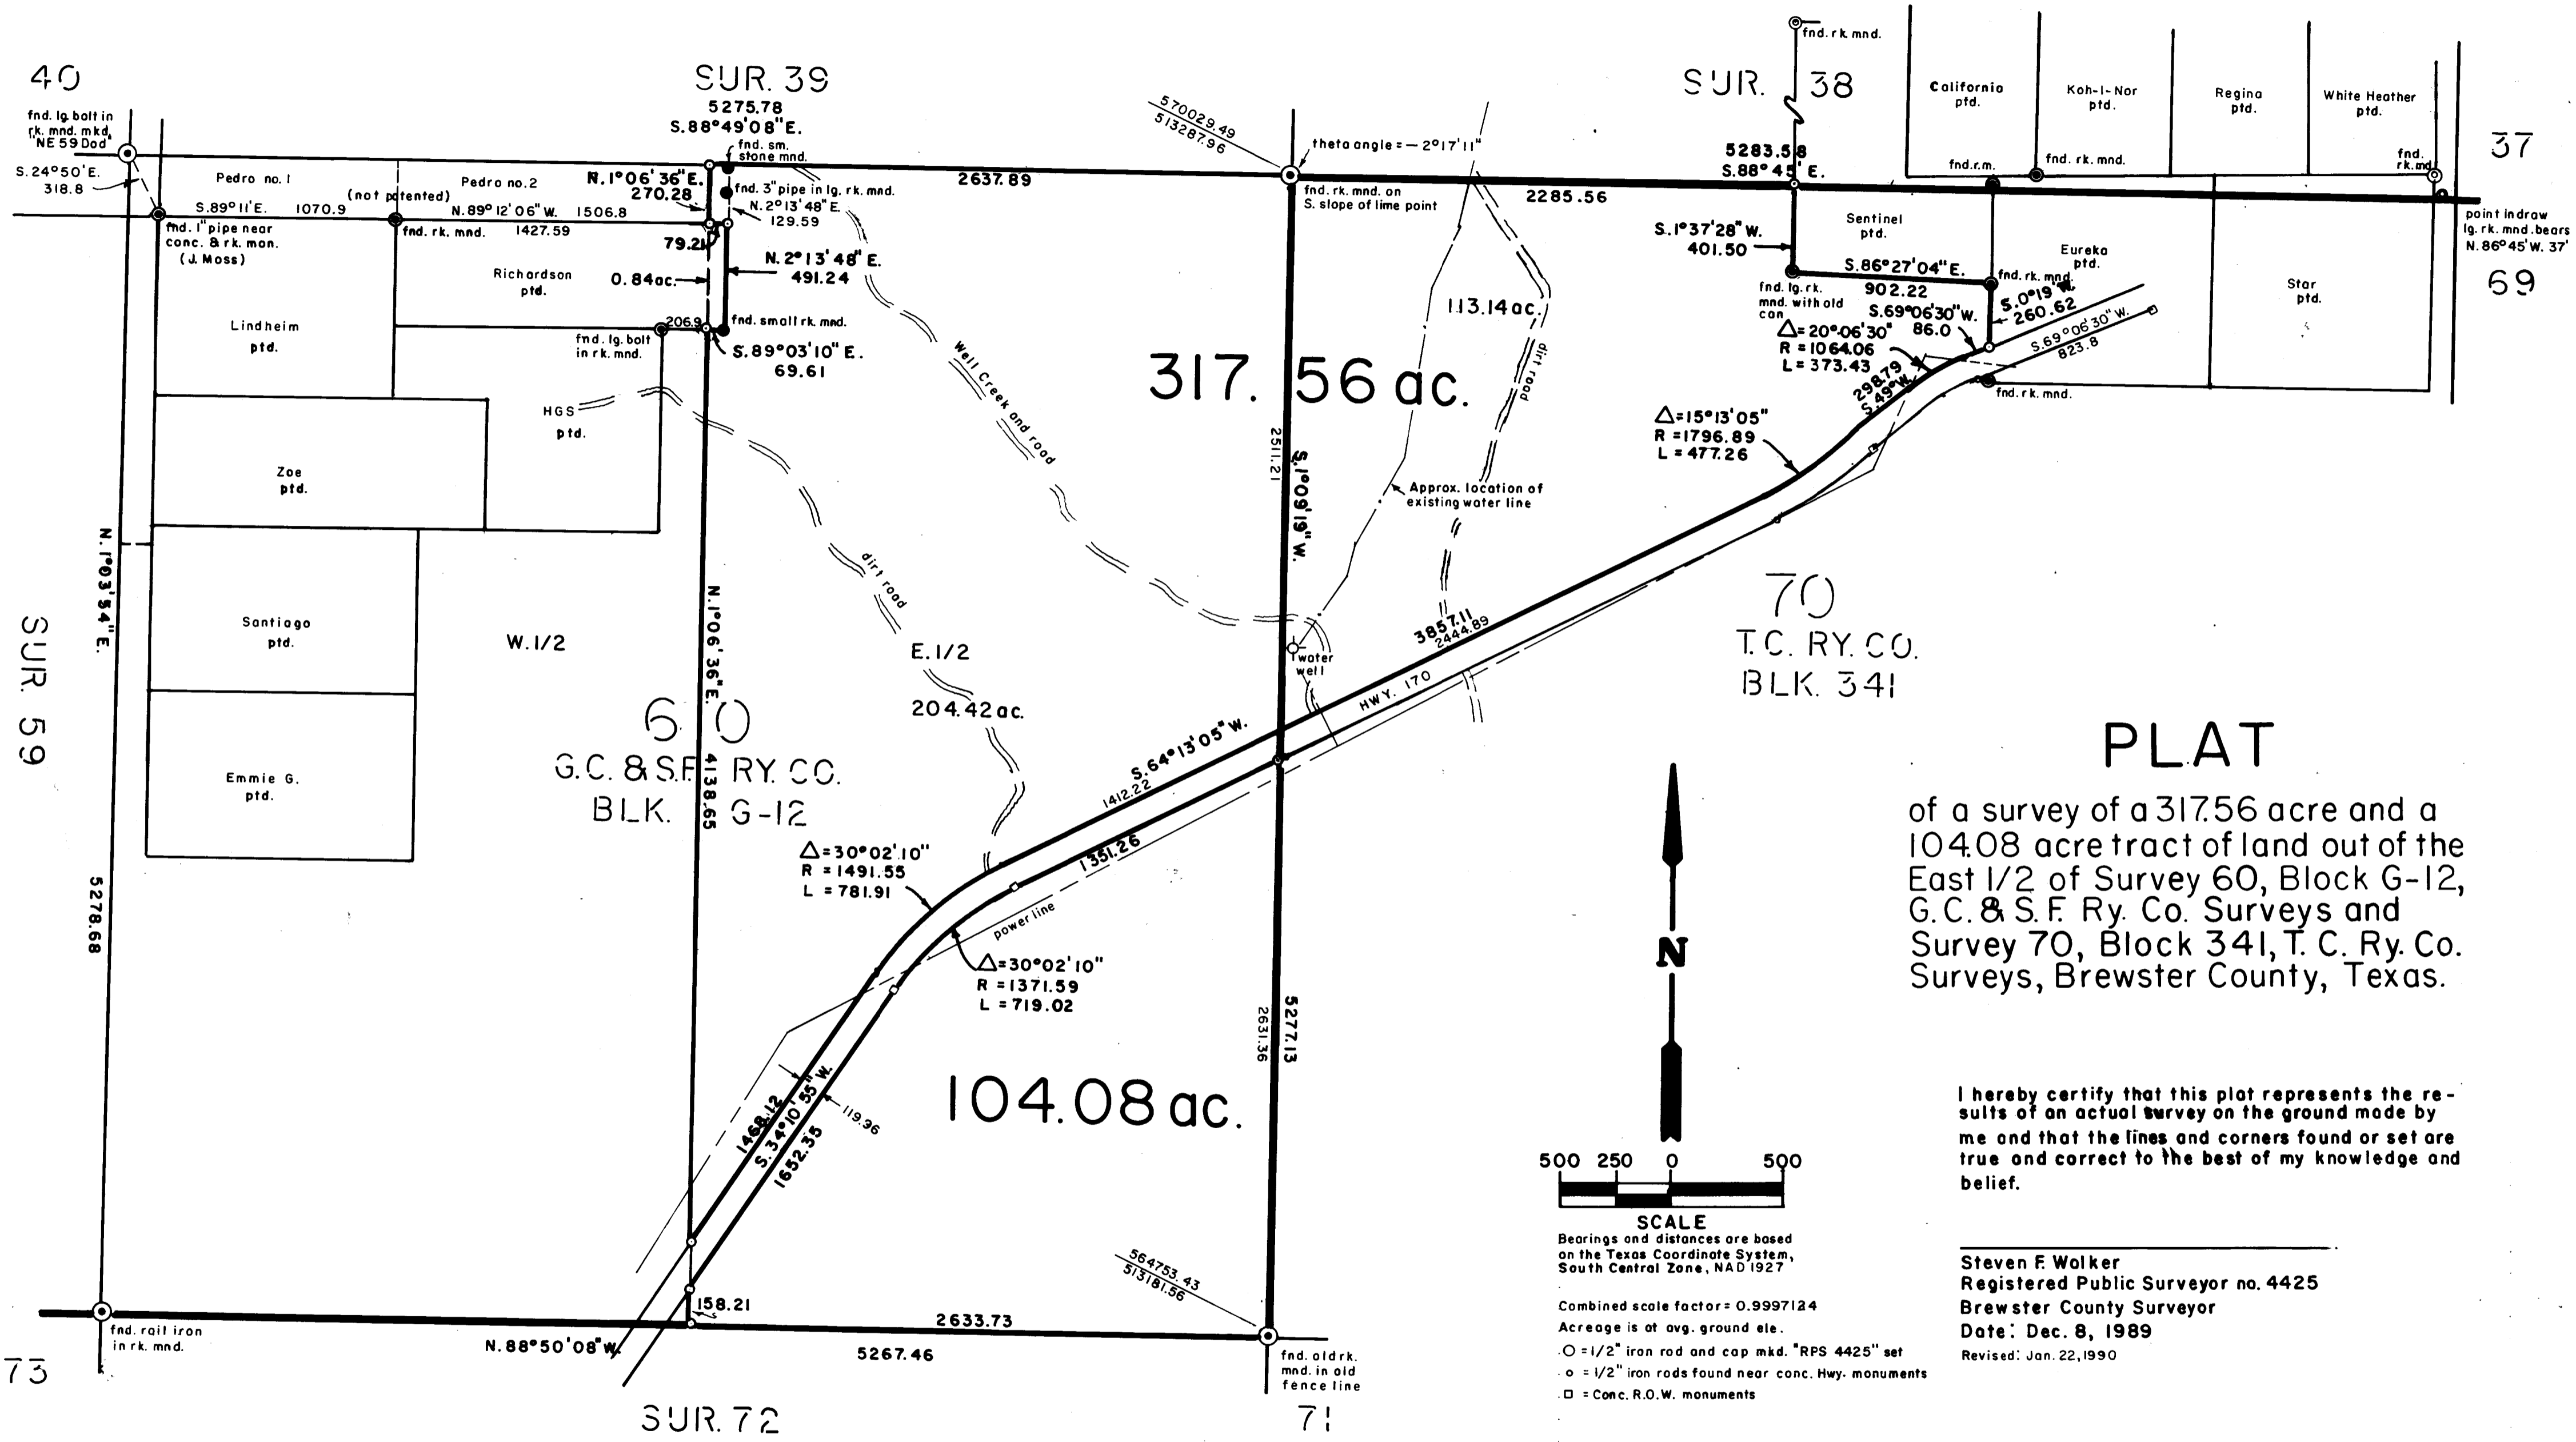 40
SUR. 39
5275.78
S.88°49'08"E.
SUR. 38
37
69
fnd. rk. mnd.
California
ptd.
Koh-I-Nor
ptd.
Regina
ptd.
White Heather
ptd.
fnd. lg. bolt in
rk. mnd. mkd.
"NE 59 Dod"
S.24°50'E.
318.8
Pedro no. 1
(not patented)
Pedro no. 2
S.89°11'E. 1070.9
N.89°12'06"W. 1506.8
1427.59
fnd. 1" pipe near
conc. & rk. mon.
(J. Moss)
fnd. rk. mnd.
N.1°06'36"E.
270.28
fnd. sm.
stone mnd.
fnd. 3" pipe in lg. rk. mnd.
N.2°13'48"E.
129.59
79.21
N. 2°13'48" E.
491.24
0.84ac.
Richardson
ptd.
Lindheim
ptd.
206.9
fnd. small rk. mnd.
fnd. lg. bolt
in rk. mnd.
S.89°03'10"E.
69.61
HGS
ptd.
Zoe
ptd.
Santiago
ptd.
Emmie G.
ptd.
2637.89
570029.49
513287.96
theta angle = -2°17'11"
fnd. rk. mnd. on
S. slope of lime point
2285.56
5283.58
S.88°45'E.
fnd.r.m.
fnd. rk. mnd.
fnd.
rk.md.
point in draw
lg. rk. mnd. bears
N.86°45'W. 37'
S.1°37'28"W.
401.50
Sentinel
ptd.
Eureka
ptd.
Star
ptd.
S.86°27'04"E.
902.22
fnd. rk. mnd.
fnd. lg. rk.
mnd. with old
can
S.0°19'W.
260.62
S.69°06'30"W.
86.0
△=20°06'30"
R = 1064.06
L = 373.43
S.69°06'30"W.
823.8
fnd. rk. mnd.
298.79
S.49°W.
△=15°13'05"
R = 1796.89
L = 477.26
317.56 ac.
113.14ac.
Well Creek and road
dirt road
dirt road
2511.21
S.1°09'19"W.
Approx. location of
existing water line
water
well
3857.11
2444.89
HWY. 170
70
T.C. RY. CO.
BLK. 341
SUR. 59
N.1°03'54"E.
5278.68
W.1/2
E.1/2
204.42ac.
N.1°06'36"E.
4138.65
60
G.C. & S.F. RY. CO.
BLK. G-12
S.64°13'05"W.
1412.22
1351.26
△=30°02'10"
R = 1491.55
L = 781.91
power line
△=30°02'10"
R = 1371.59
L = 719.02
5277.13
2631.36
104.08 ac.
1468.12
S.34°10'55"W.
1652.35
119.96
158.21
564753.43
513181.56
2633.73
5267.46
N.88°50'08"W.
fnd. rail iron
in rk. mnd.
73
SUR. 72
71
fnd. old rk.
mnd. in old
fence line
PLAT
of a survey of a 317.56 acre and a
104.08 acre tract of land out of the
East 1/2 of Survey 60, Block G-12,
G.C. & S.F. Ry. Co. Surveys and
Survey 70, Block 341, T. C. Ry. Co.
Surveys, Brewster County, Texas.
N
500 250 0 500
SCALE
Bearings and distances are based
on the Texas Coordinate System,
South Central Zone, NAD 1927
Combined scale factor = 0.9997124
Acreage is at avg. ground ele.
O = 1/2" iron rod and cap mkd. "RPS 4425" set
o = 1/2" iron rods found near conc. Hwy. monuments
□ = Conc. R.O.W. monuments
I hereby certify that this plat represents the re-
sults of an actual survey on the ground made by
me and that the lines and corners found or set are
true and correct to the best of my knowledge and
belief.
Steven F. Walker
Registered Public Surveyor no. 4425
Brewster County Surveyor
Date: Dec. 8, 1989
Revised: Jan. 22, 1990